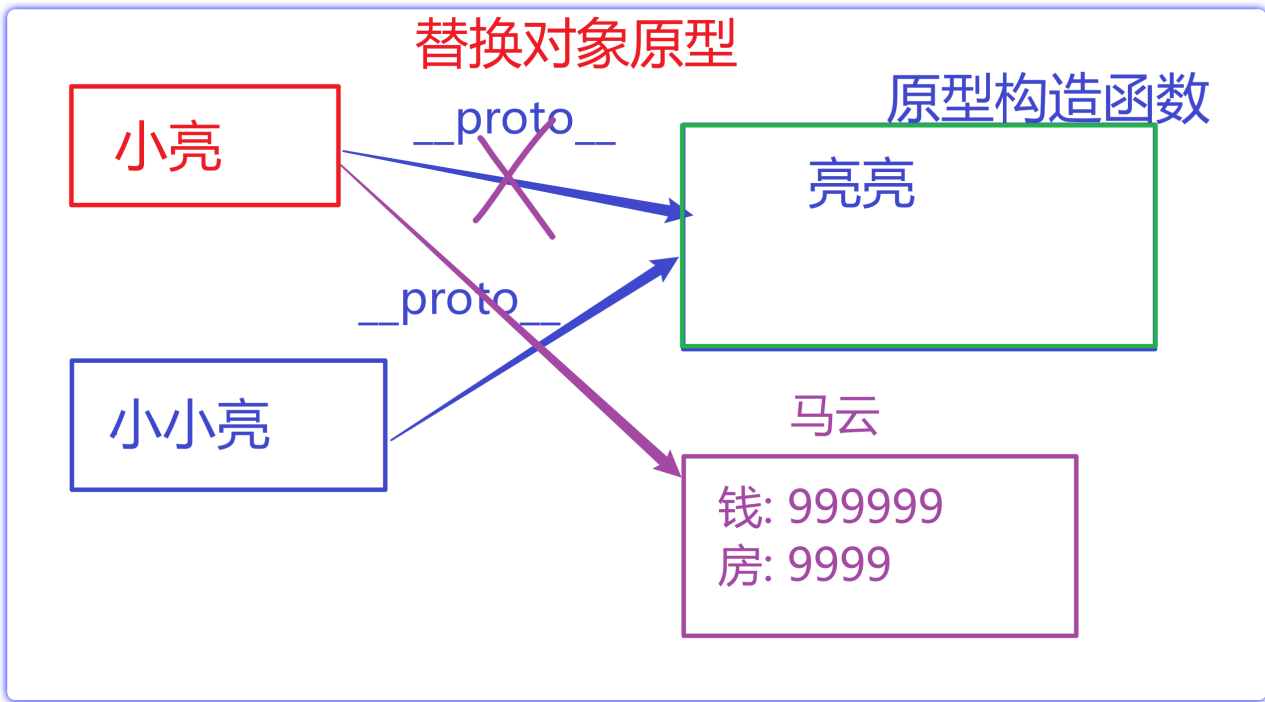 替换对象原型
原型构造函数
__proto__
小亮
亮亮
__proto__
小小亮
马云
钱: 999999
房: 9999